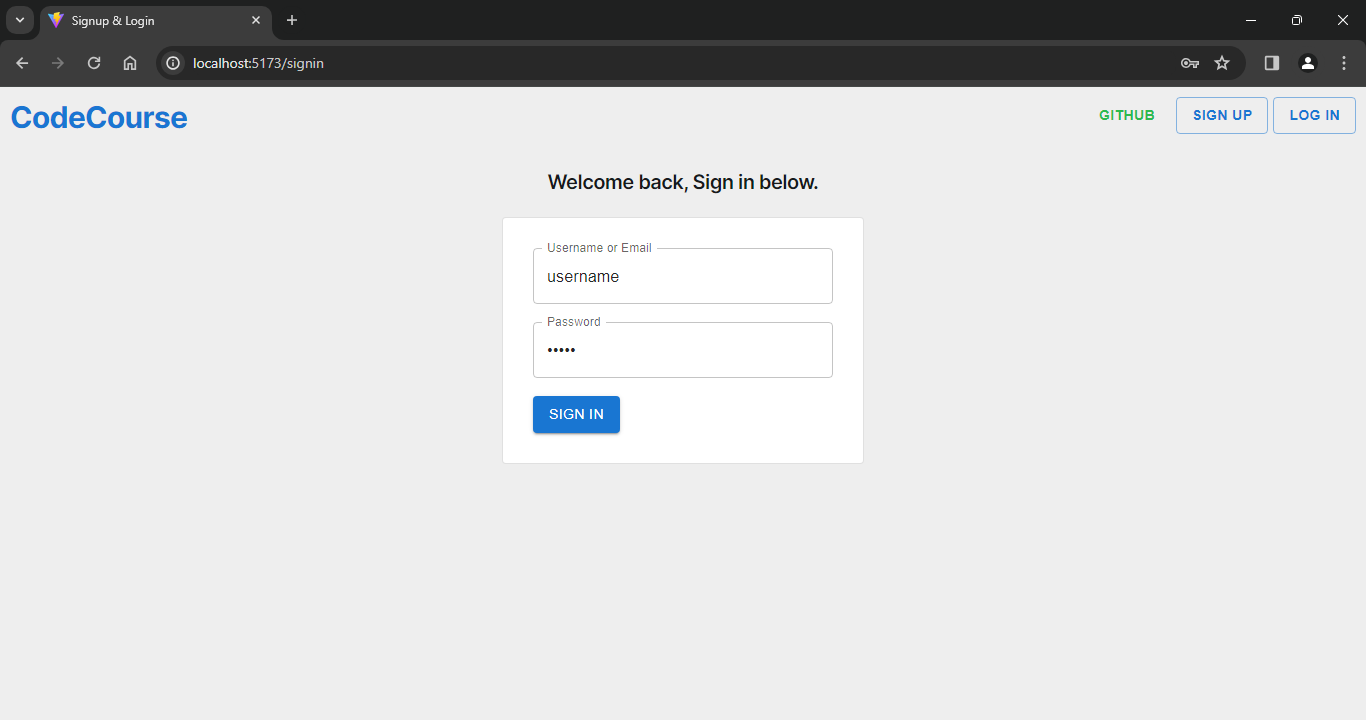 Signup & Login
localhost:5173/signin
CodeCourse
GITHUB
SIGN UP
LOG IN
Welcome back, Sign in below.
Username or Email
username
Password
•••••
SIGN IN